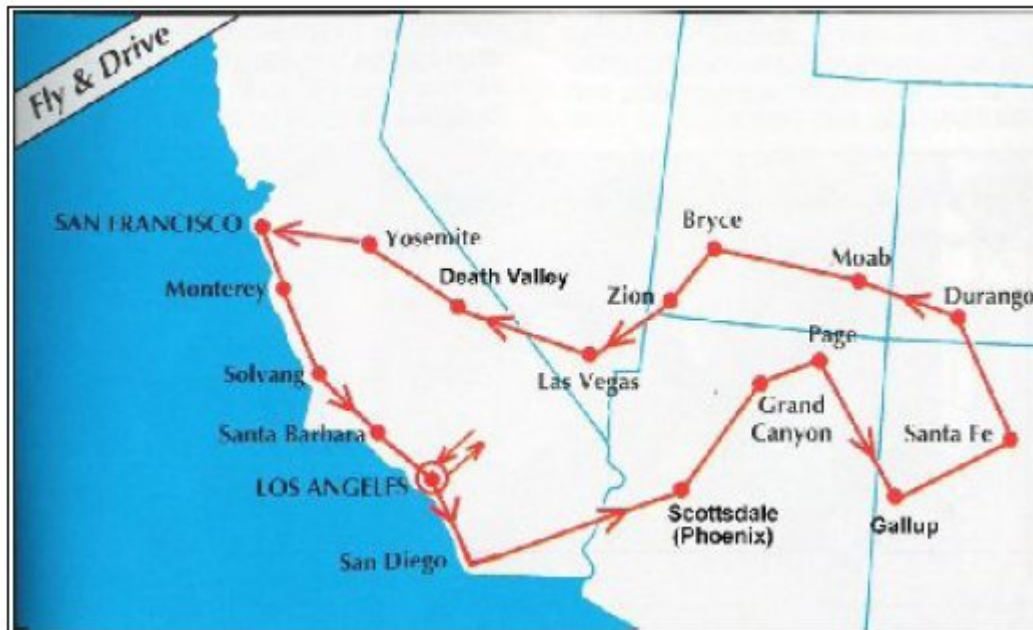 Fly & Drive
SAN FRANCISCO
Yosemite
Bryce
Moab
Monterey
Death Valley
Zion
Durango
Page
Solvang
Las Vegas
Grand
Canyon
Santa Barbara
Santa Fe
LOS ANGELES
Scottsdale
(Phoenix)
Gallup
San Diego